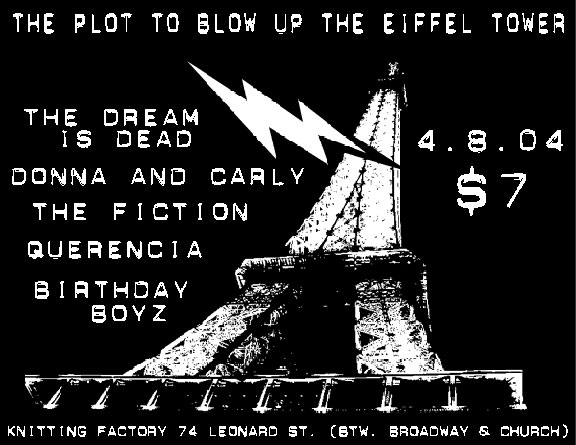 THE PLOT TO BLOW UP THE EIFFEL TOWER
THE DREAM
IS DEAD
DONNA AND CARLY
THE FICTION
QUERENCIA
BIRTHDAY
BOYZ
4.8.04
$7
KNITTING FACTORY 74 LEONARD ST. (BTW. BROADWAY & CHURCH)